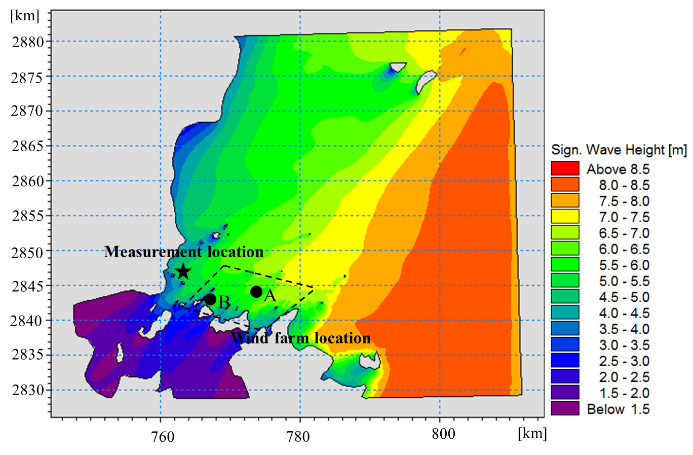 [km]
2880
2875
2870
2865
2860
2855
2850
2845
2840
2835
2830
760
780
800
[km]
Measurement location
A
B
Wind farm location
Sign. Wave Height [m]
Above 8.5
8.0 - 8.5
7.5 - 8.0
7.0 - 7.5
6.5 - 7.0
6.0 - 6.5
5.5 - 6.0
5.0 - 5.5
4.5 - 5.0
4.0 - 4.5
3.5 - 4.0
3.0 - 3.5
2.5 - 3.0
2.0 - 2.5
1.5 - 2.0
Below 1.5